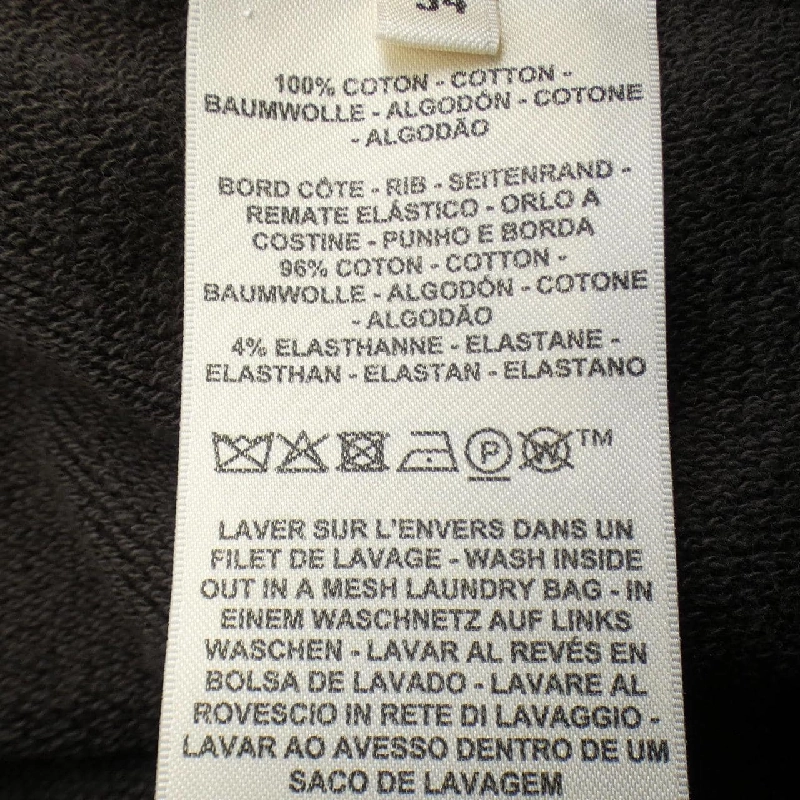 34
100% COTON - COTTON -
BAUMWOLLE - ALGODÓN - COTONE
- ALGODÃO
BORD CÔTE - RIB - SEITENRAND -
REMATE ELÁSTICO - ORLO A
COSTINE - PUNHO E BORDA
96% COTON - COTTON -
BAUMWOLLE - ALGODÓN - COTONE
- ALGODÃO
4% ELASTHANNE - ELASTANE -
ELASTHAN - ELASTAN - ELASTANO
P W TM
LAVER SUR L'ENVERS DANS UN
FILET DE LAVAGE - WASH INSIDE
OUT IN A MESH LAUNDRY BAG - IN
EINEM WASCHNETZ AUF LINKS
WASCHEN - LAVAR AL REVÉS EN
BOLSA DE LAVADO - LAVARE AL
ROVESCIO IN RETE DI LAVAGGIO -
LAVAR AO AVESSO DENTRO DE UM
SACO DE LAVAGEM